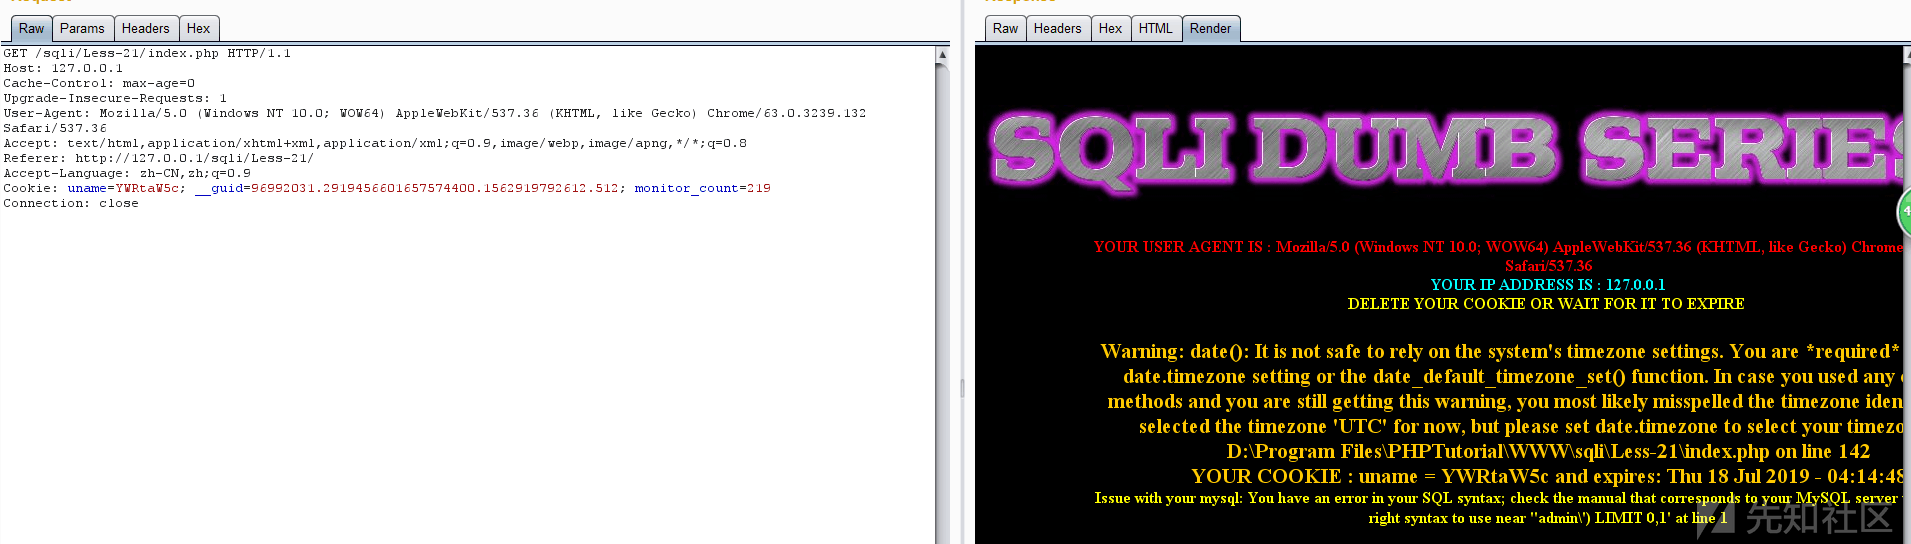 Raw Params Headers Hex
GET /sqli/Less-21/index.php HTTP/1.1
Host: 127.0.0.1
Cache-Control: max-age=0
Upgrade-Insecure-Requests: 1
User-Agent: Mozilla/5.0 (Windows NT 10.0; WOW64) AppleWebKit/537.36 (KHTML, like Gecko) Chrome/63.0.3239.132
Safari/537.36
Accept: text/html,application/xhtml+xml,application/xml;q=0.9,image/webp,image/apng,*/*;q=0.8
Referer: http://127.0.0.1/sqli/Less-21/
Accept-Language: zh-CN,zh;q=0.9
Cookie: uname=YWRtaW5c; __guid=96992031.2919456601657574400.1562919792612.512; monitor_count=219
Connection: close
Raw Headers Hex HTML Render
SQLI DUMB SERIES
YOUR USER AGENT IS : Mozilla/5.0 (Windows NT 10.0; WOW64) AppleWebKit/537.36 (KHTML, like Gecko) Chrome
Safari/537.36
YOUR IP ADDRESS IS : 127.0.0.1
DELETE YOUR COOKIE OR WAIT FOR IT TO EXPIRE
Warning: date(): It is not safe to rely on the system's timezone settings. You are *required*
date.timezone setting or the date_default_timezone_set() function. In case you used any
methods and you are still getting this warning, you most likely misspelled the timezone iden
selected the timezone 'UTC' for now, but please set date.timezone to select your timezo
D:\Program Files\PHPTutorial\WWW\sqli\Less-21\index.php on line 142
YOUR COOKIE : uname = YWRtaW5c and expires: Thu 18 Jul 2019 - 04:14:48
Issue with your mysql: You have an error in your SQL syntax; check the manual that corresponds to your MySQL server
right syntax to use near ''admin\') LIMIT 0,1' at line 1
先知社区